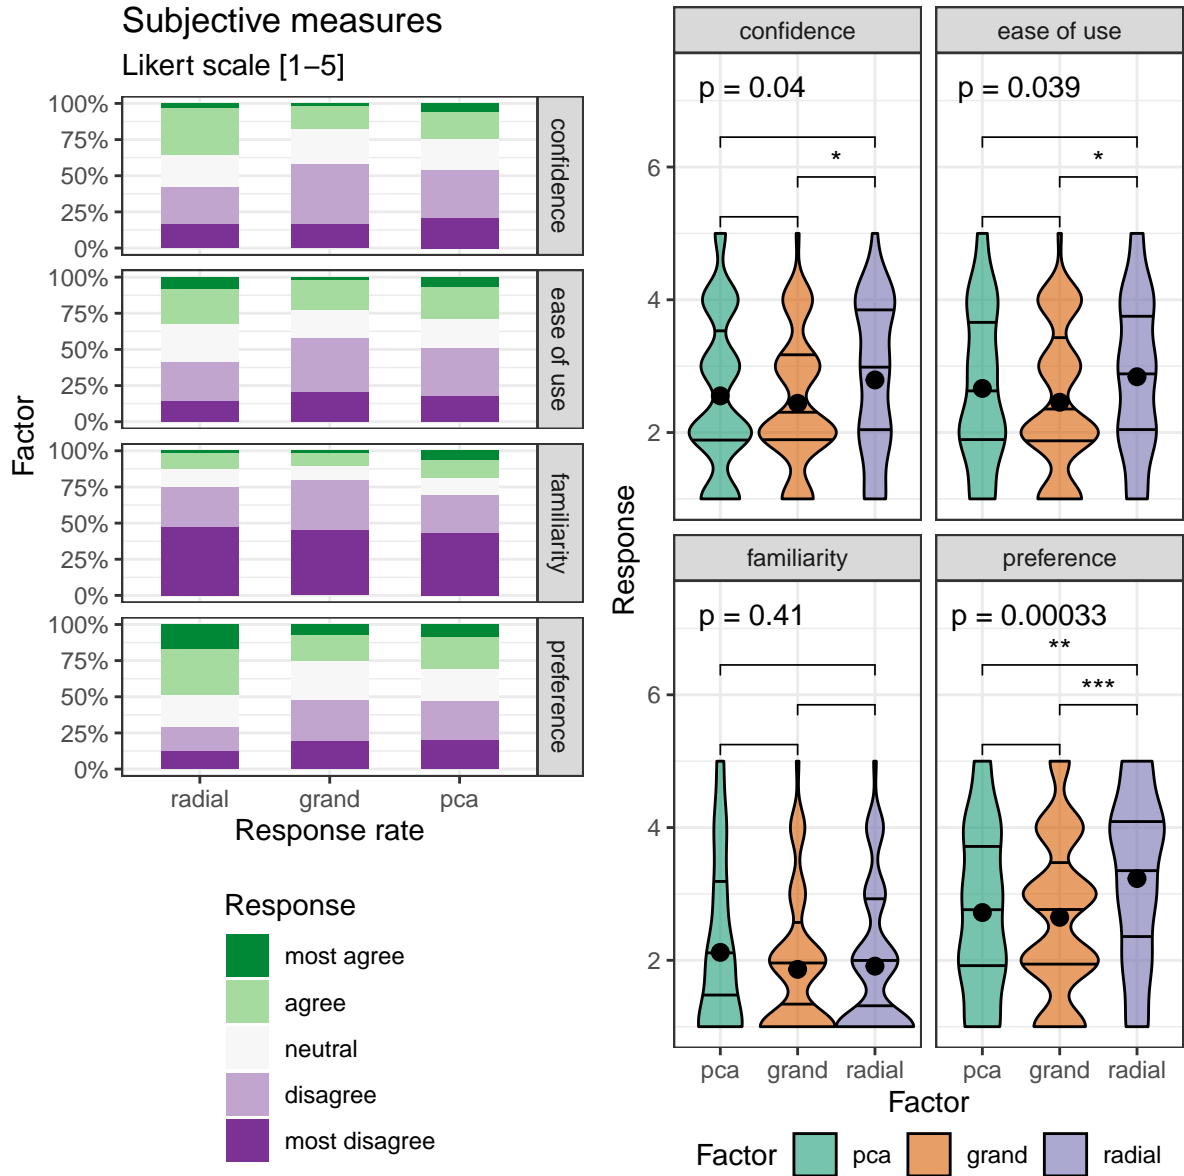 Subjective measures
Likert scale [1−5]
Factor
100%
75%
50%
25%
0%
confidence
100%
75%
50%
25%
0%
ease of use
100%
75%
50%
25%
0%
familiarity
100%
75%
50%
25%
0%
preference
radial grand pca
Response rate
Response
most agree
agree
neutral
disagree
most disagree
Response
confidence
p = 0.04
*
6
4
2
ease of use
p = 0.039
*
familiarity
p = 0.41
6
4
2
preference
p = 0.00033
**
***
pca grand radial pca grand radial
Factor
Factor pca grand radial